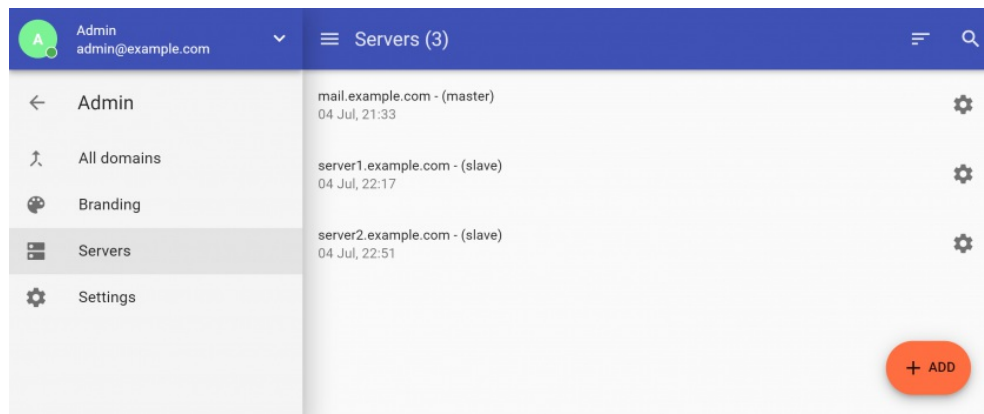 A
Admin
admin@example.com
Servers (3)
Admin
All domains
Branding
Servers
Settings
mail.example.com - (master)
04 Jul, 21:33
server1.example.com - (slave)
04 Jul, 22:17
server2.example.com - (slave)
04 Jul, 22:51
+ ADD